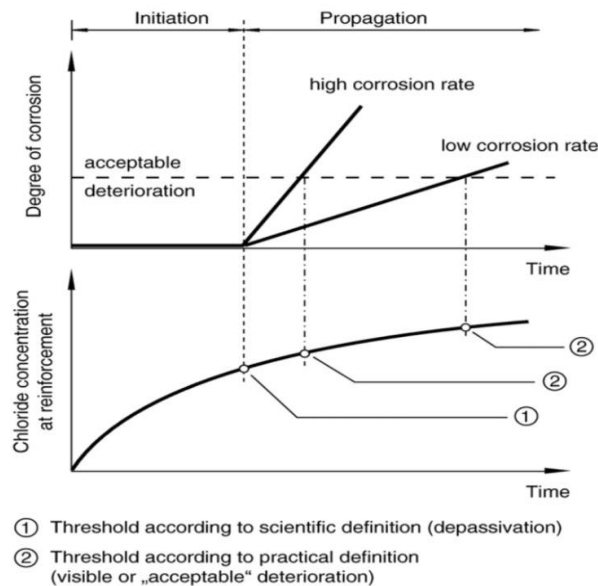 Initiation
Propagation
Degree of corrosion
high corrosion rate
low corrosion rate
acceptable
deterioration
Time
Chloride concentration
at reinforcement
②
②
①
Time
① Threshold according to scientific definition (depassivation)
② Threshold according to practical definition
(visible or „acceptable“ deterioration)